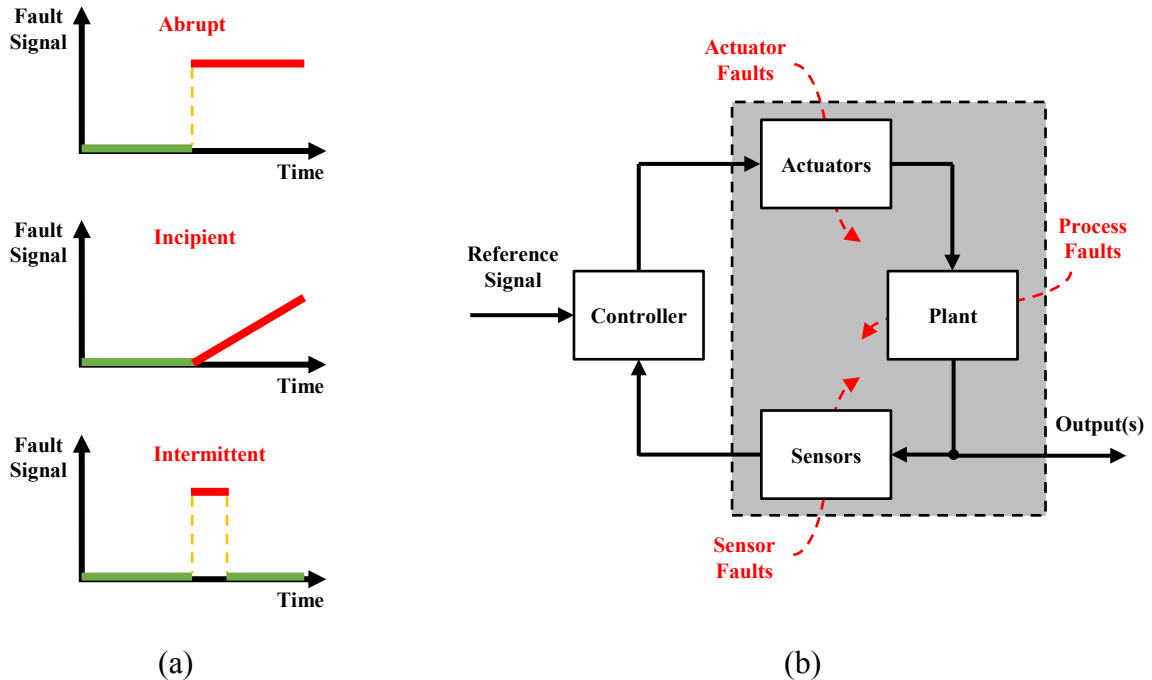 Fault
Signal
Abrupt
Time
Fault
Signal
Incipient
Time
Fault
Signal
Intermittent
Time
(a)
Actuator
Faults
Actuators
Process
Faults
Reference
Signal
Controller
Plant
Output(s)
Sensors
Sensor
Faults
(b)